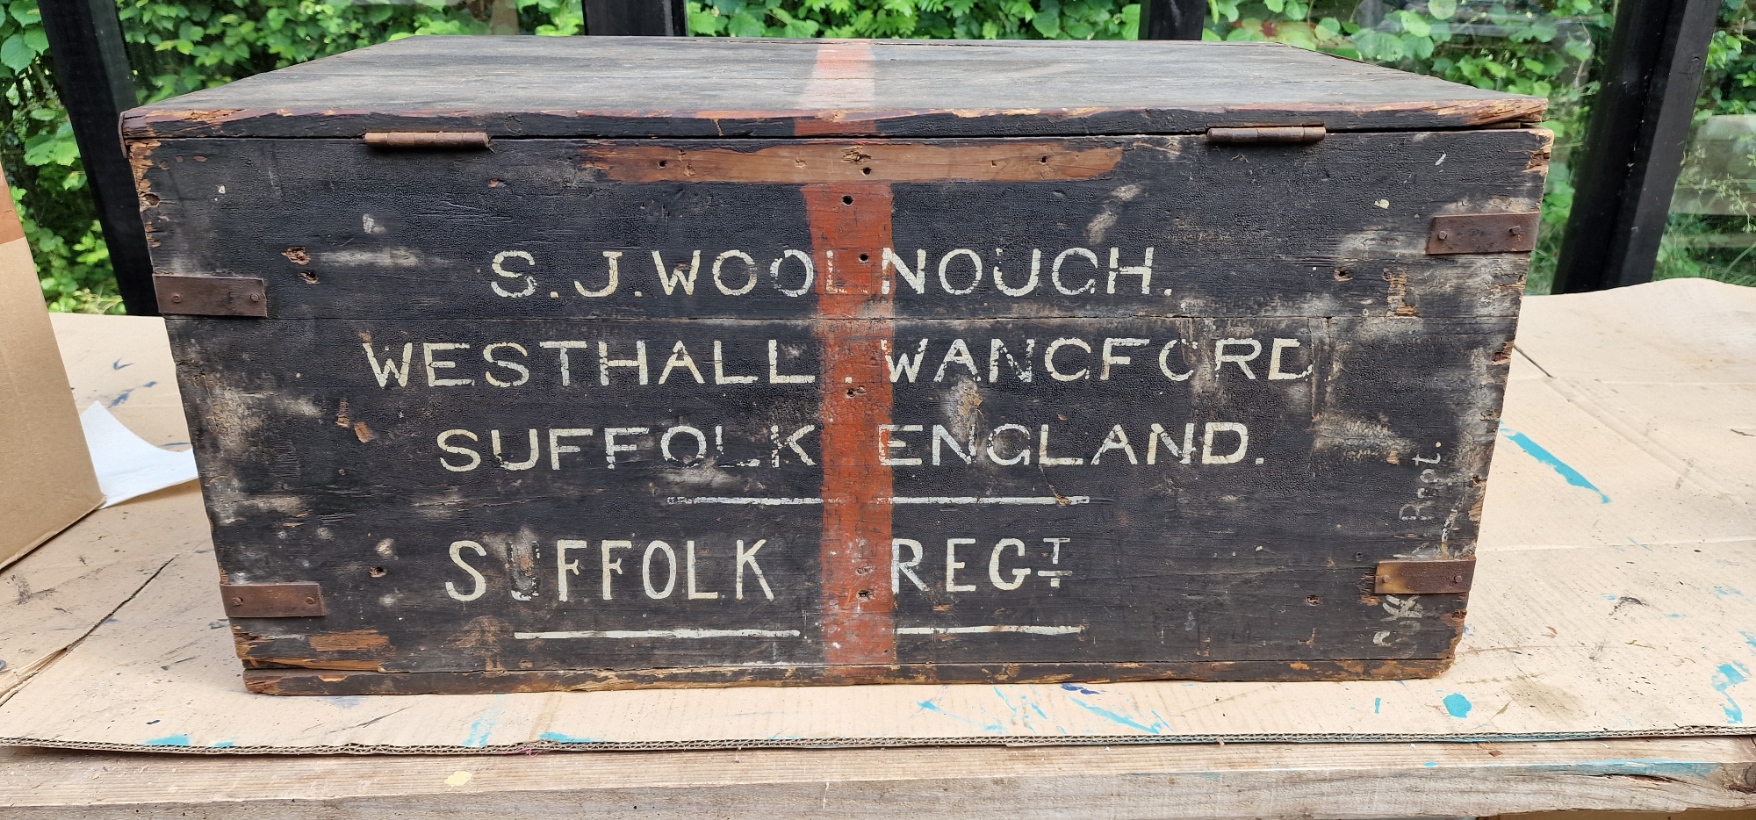 S.J.WOOLNOUGH.
WESTHALL. WANGFORD
SUFFOLK ENGLAND.
SUFFOLK REGT